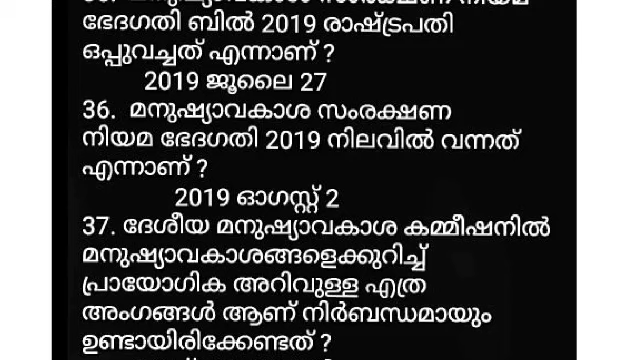 ഭേദഗതി ബിൽ 2019 രാഷ്ട്രപതി
ഒപ്പുവച്ചത് എന്നാണ് ?
2019 ജൂലൈ 27
36. മനുഷ്യാവകാശ സംരക്ഷണ
നിയമ ഭേദഗതി 2019 നിലവിൽ വന്നത്
എന്നാണ് ?
2019 ഓഗസ്റ്റ് 2
37. ദേശീയ മനുഷ്യാവകാശ കമ്മീഷനിൽ
മനുഷ്യാവകാശങ്ങളെക്കുറിച്ച്
പ്രായോഗിക അറിവുള്ള എത്ര
അംഗങ്ങൾ ആണ് നിർബന്ധമായും
ഉണ്ടായിരിക്കേണ്ടത് ?